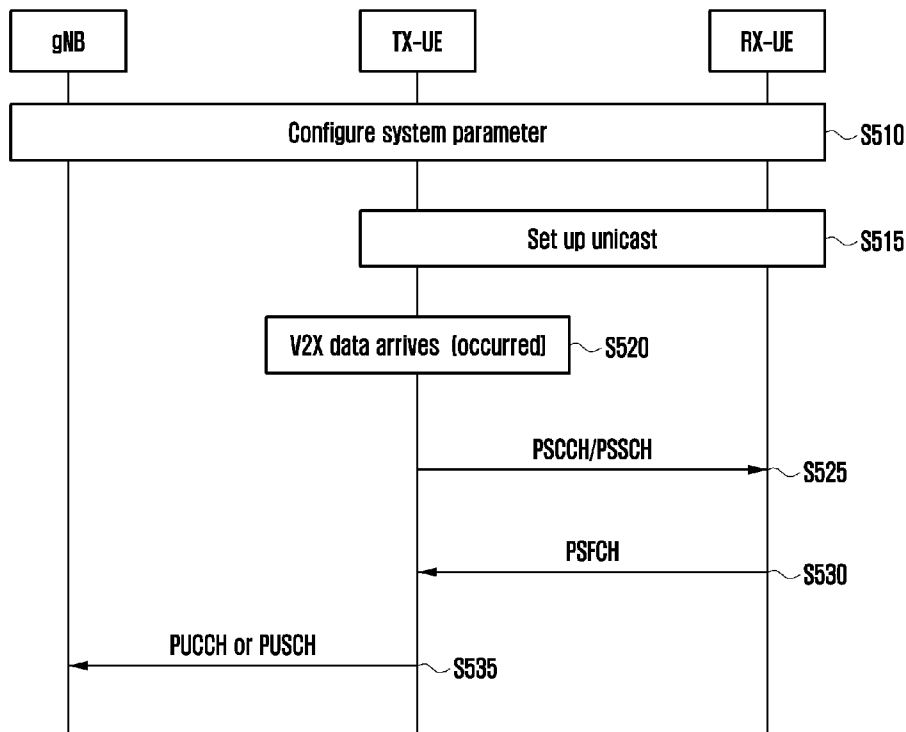 gNB
TX-UE
RX-UE
Configure system parameter
S510
Set up unicast
S515
V2X data arrives (occurred)
S520
PSCCH/PSSCH
S525
PSFCH
S530
PUCCH or PUSCH
S535